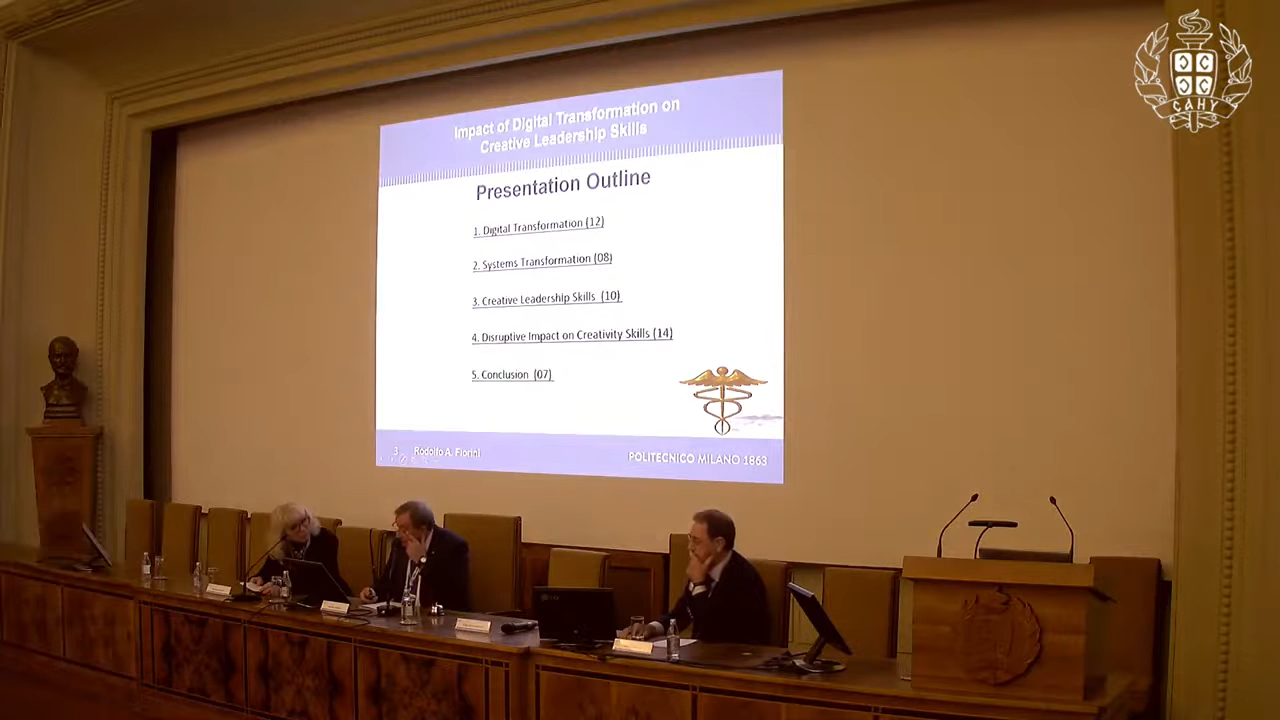 Impact of Digital Transformation on
Creative Leadership Skills
Presentation Outline
1. Digital Transformation (12)
2. Systems Transformation (08)
3. Creative Leadership Skills (10)
4. Disruptive Impact on Creativity Skills (14)
5. Conclusion (07)
3 Rodolfo A. Fiorini
POLITECNICO MILANO 1863
САНУ